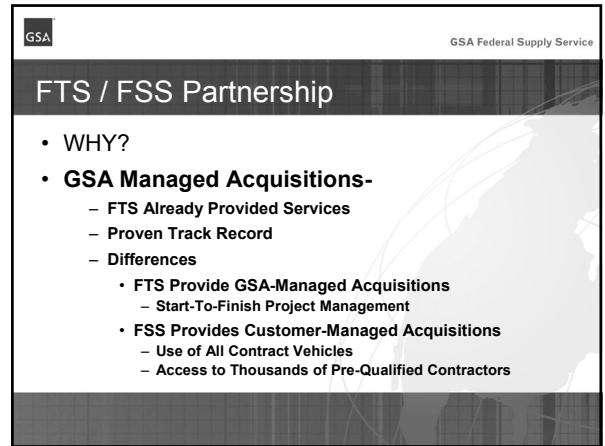 GSA
GSA Federal Supply Service
FTS / FSS Partnership
• WHY?
• GSA Managed Acquisitions-
– FTS Already Provided Services
– Proven Track Record
– Differences
• FTS Provide GSA-Managed Acquisitions
– Start-To-Finish Project Management
• FSS Provides Customer-Managed Acquisitions
– Use of All Contract Vehicles
– Access to Thousands of Pre-Qualified Contractors